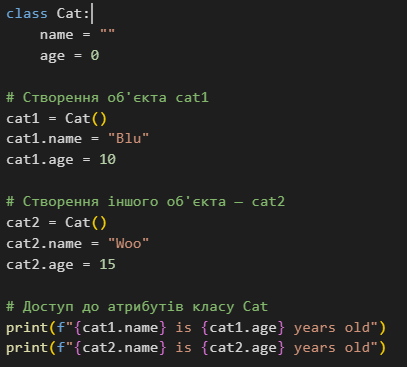 class Cat:
    name = ""
    age = 0
# Створення об'єкта cat1
cat1 = Cat()
cat1.name = "Blu"
cat1.age = 10
# Створення іншого об'єкта – cat2
cat2 = Cat()
cat2.name = "Woo"
cat2.age = 15
# Доступ до атрибутів класу Cat
print(f"{cat1.name} is {cat1.age} years old")
print(f"{cat2.name} is {cat2.age} years old")